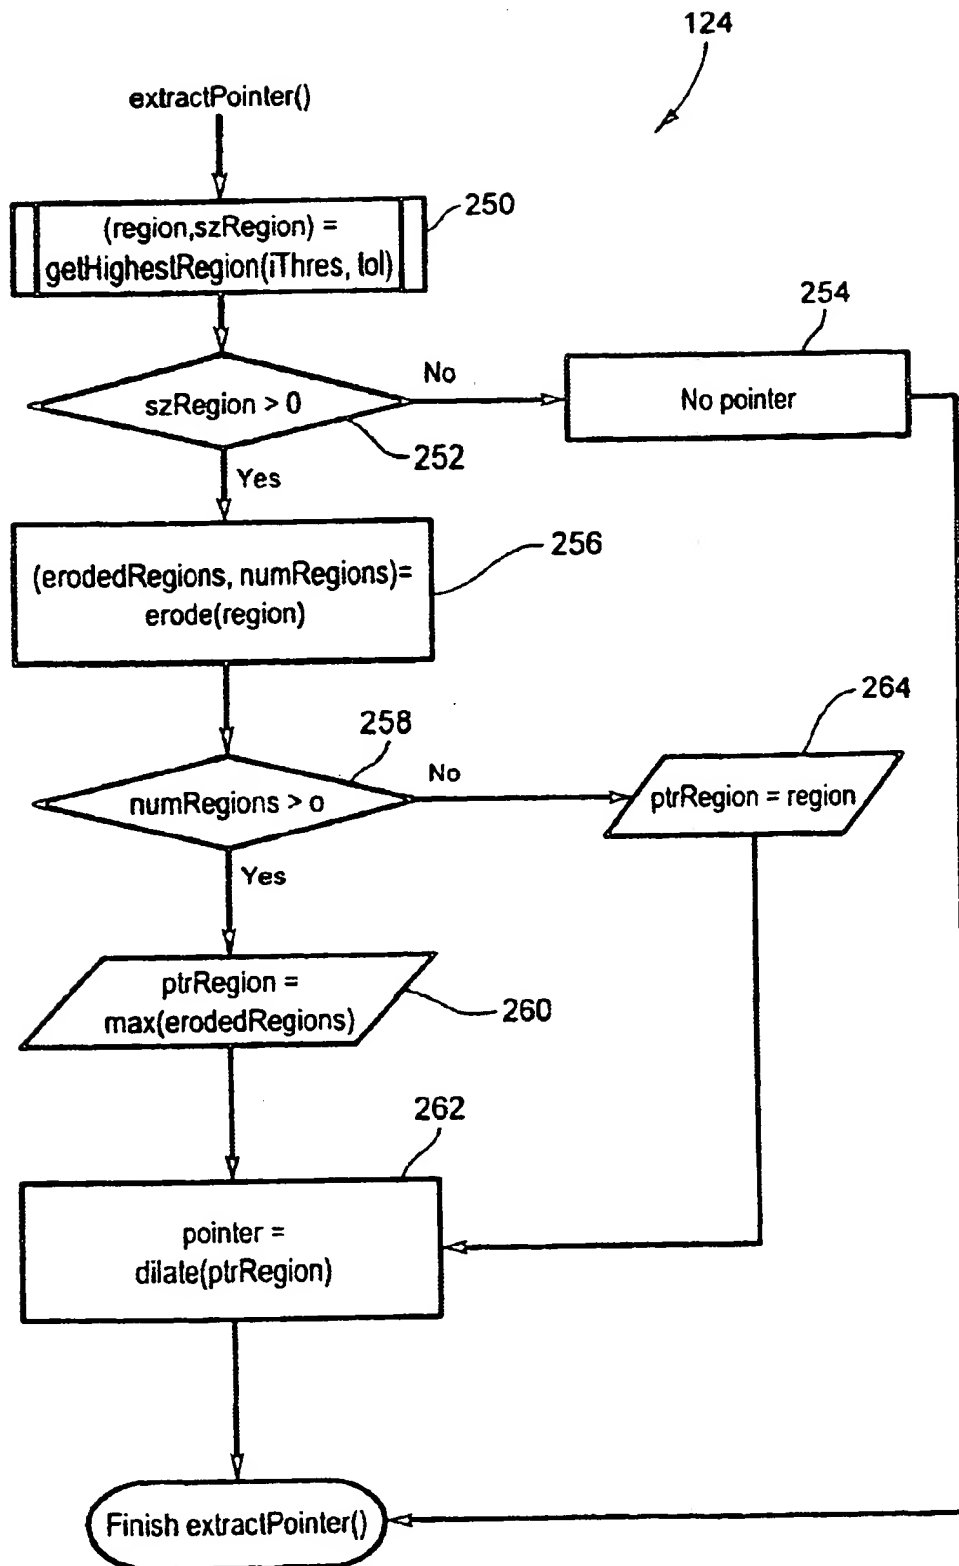 124
extractPointer()
250
(region,szRegion) =
getHighestRegion(iThres, tol)
254
szRegion > 0
No
No pointer
252
Yes
256
(erodedRegions, numRegions)=
erode(region)
264
258
numRegions > o
No
ptrRegion = region
Yes
ptrRegion =
max(erodedRegions)
260
262
pointer =
dilate(ptrRegion)
Finish extractPointer()